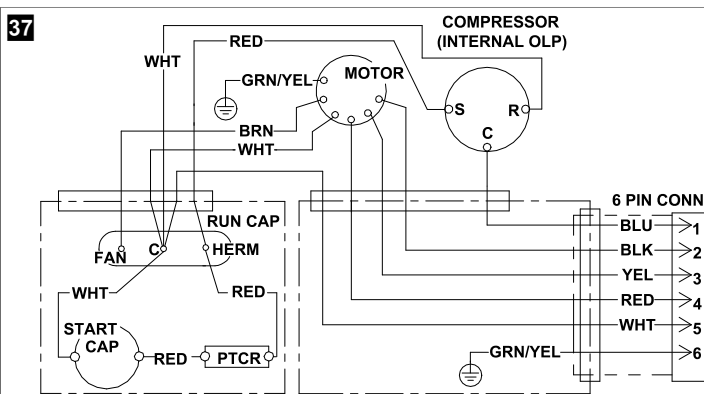 37
COMPRESSOR
(INTERNAL OLP)
RED
WHT
MOTOR
GRN/YEL
S
R
C
BRN
WHT
6 PIN CONN
RUN CAP
BLU
1
FAN
C
HERM
BLK
2
YEL
3
WHT
RED
RED
4
START
CAP
WHT
5
RED
PTCR
GRN/YEL
6